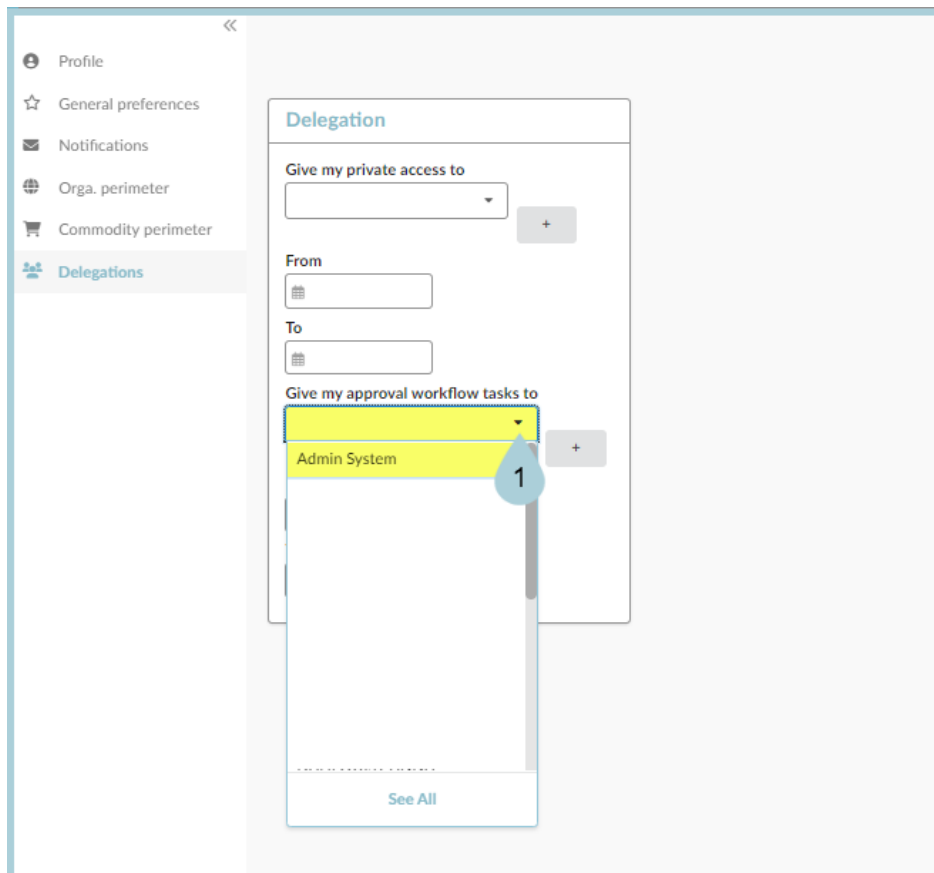 Profile
General preferences
Notifications
Orga. perimeter
Commodity perimeter
Delegations
Delegation
Give my private access to
+
From
To
Give my approval workflow tasks to
+
Admin System
1
See All